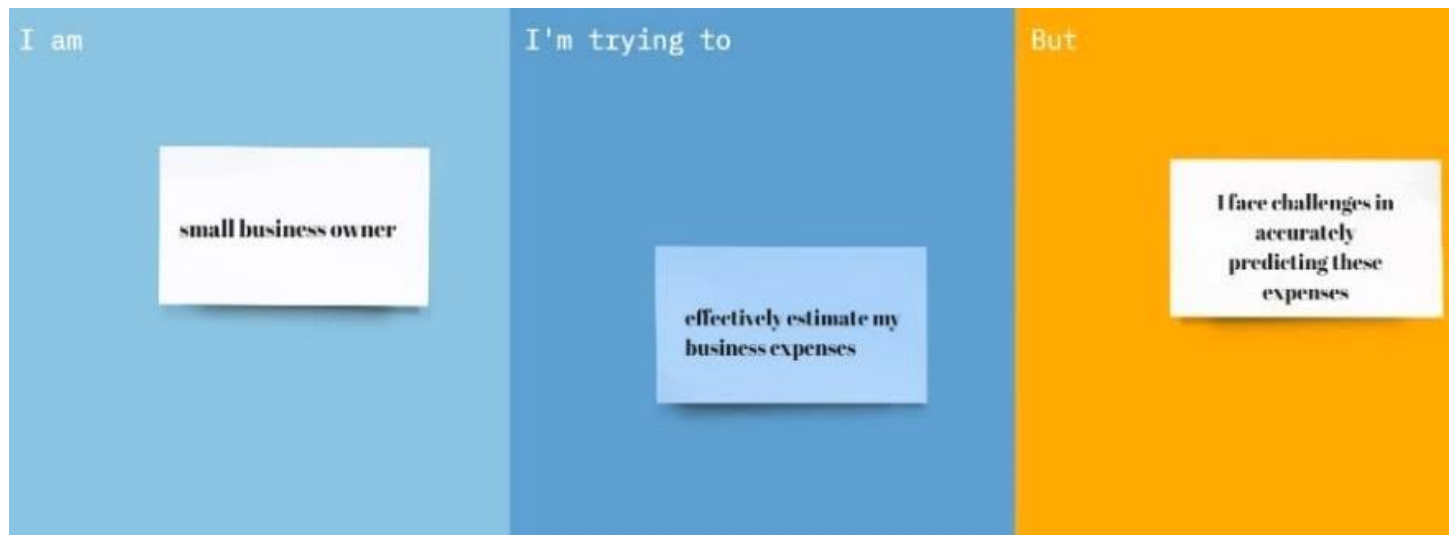 I am
small business owner
I'm trying to
effectively estimate my
business expenses
But
I face challenges in
accurately
predicting these
expenses